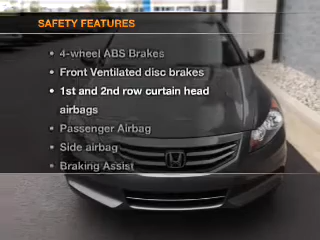 SAFETY FEATURES
• 4-wheel ABS Brakes
• Front Ventilated disc brakes
• 1st and 2nd row curtain head
airbags
• Passenger Airbag
• Side airbag
• Braking Assist